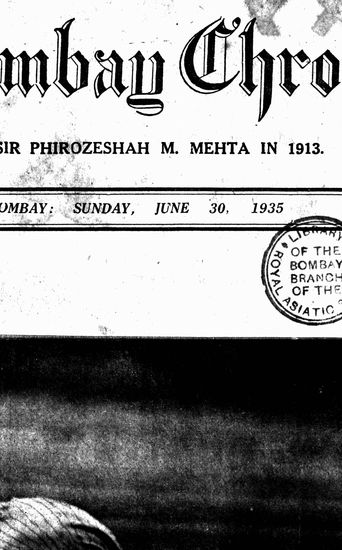 ombay Chro
SIR PHIROZESHAH M. MEHTA IN 1913.
OMBAY: SUNDAY, JUNE 30, 1935
LIBRARY
OF THE
BOMBAY
BRANCH
OF THE
ROYAL ASIATIC S